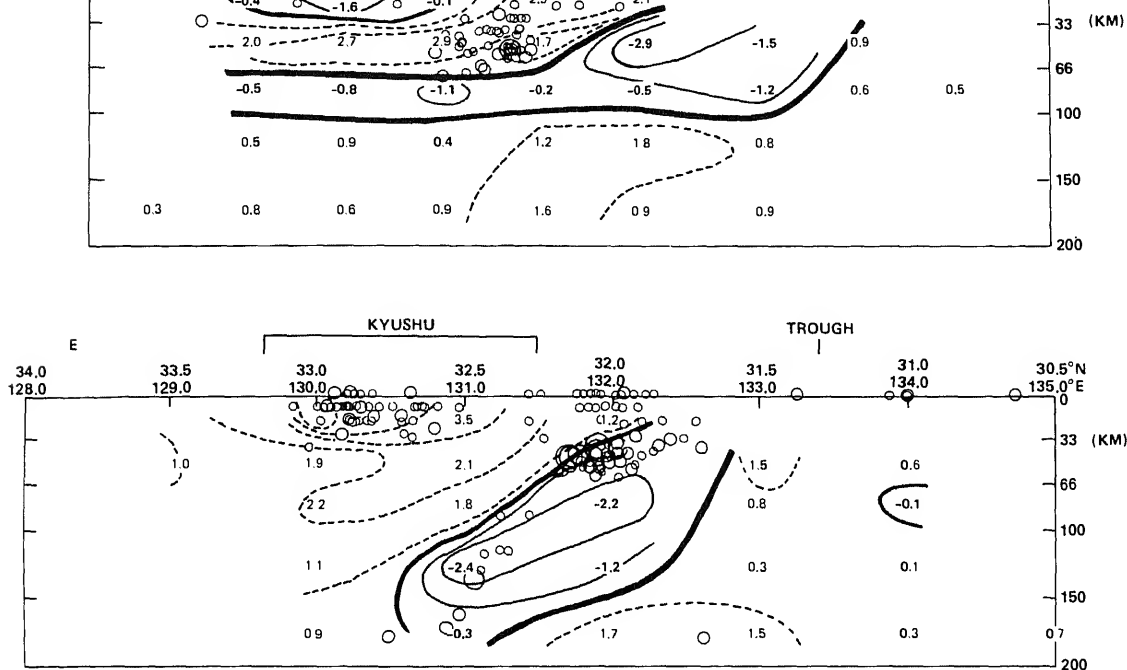 -0.4 -1.6 -0.1 2.5 2.1
33 (KM)
2.0 2.7 2.9 1.7 -2.9 -1.5 0.9
66
-0.5 -0.8 -1.1 -0.2 -0.5 -1.2 0.6 0.5
100
0.5 0.9 0.4 1.2 1.8 0.8
150
0.3 0.8 0.6 0.9 1.6 0.9 0.9
200
KYUSHU TROUGH
E
34.0 33.5 33.0 32.5 32.0 31.5 31.0 30.5°N
128.0 129.0 130.0 131.0 132.0 133.0 134.0 135.0°E
0
3.5 1.2
33 (KM)
1.0 1.9 2.1 1.5 0.6
66
2.2 1.8 -2.2 0.8 -0.1
100
1.1 -2.4 -1.2 0.3 0.1
150
0.9 -0.3 1.7 1.5 0.3 0.7
200